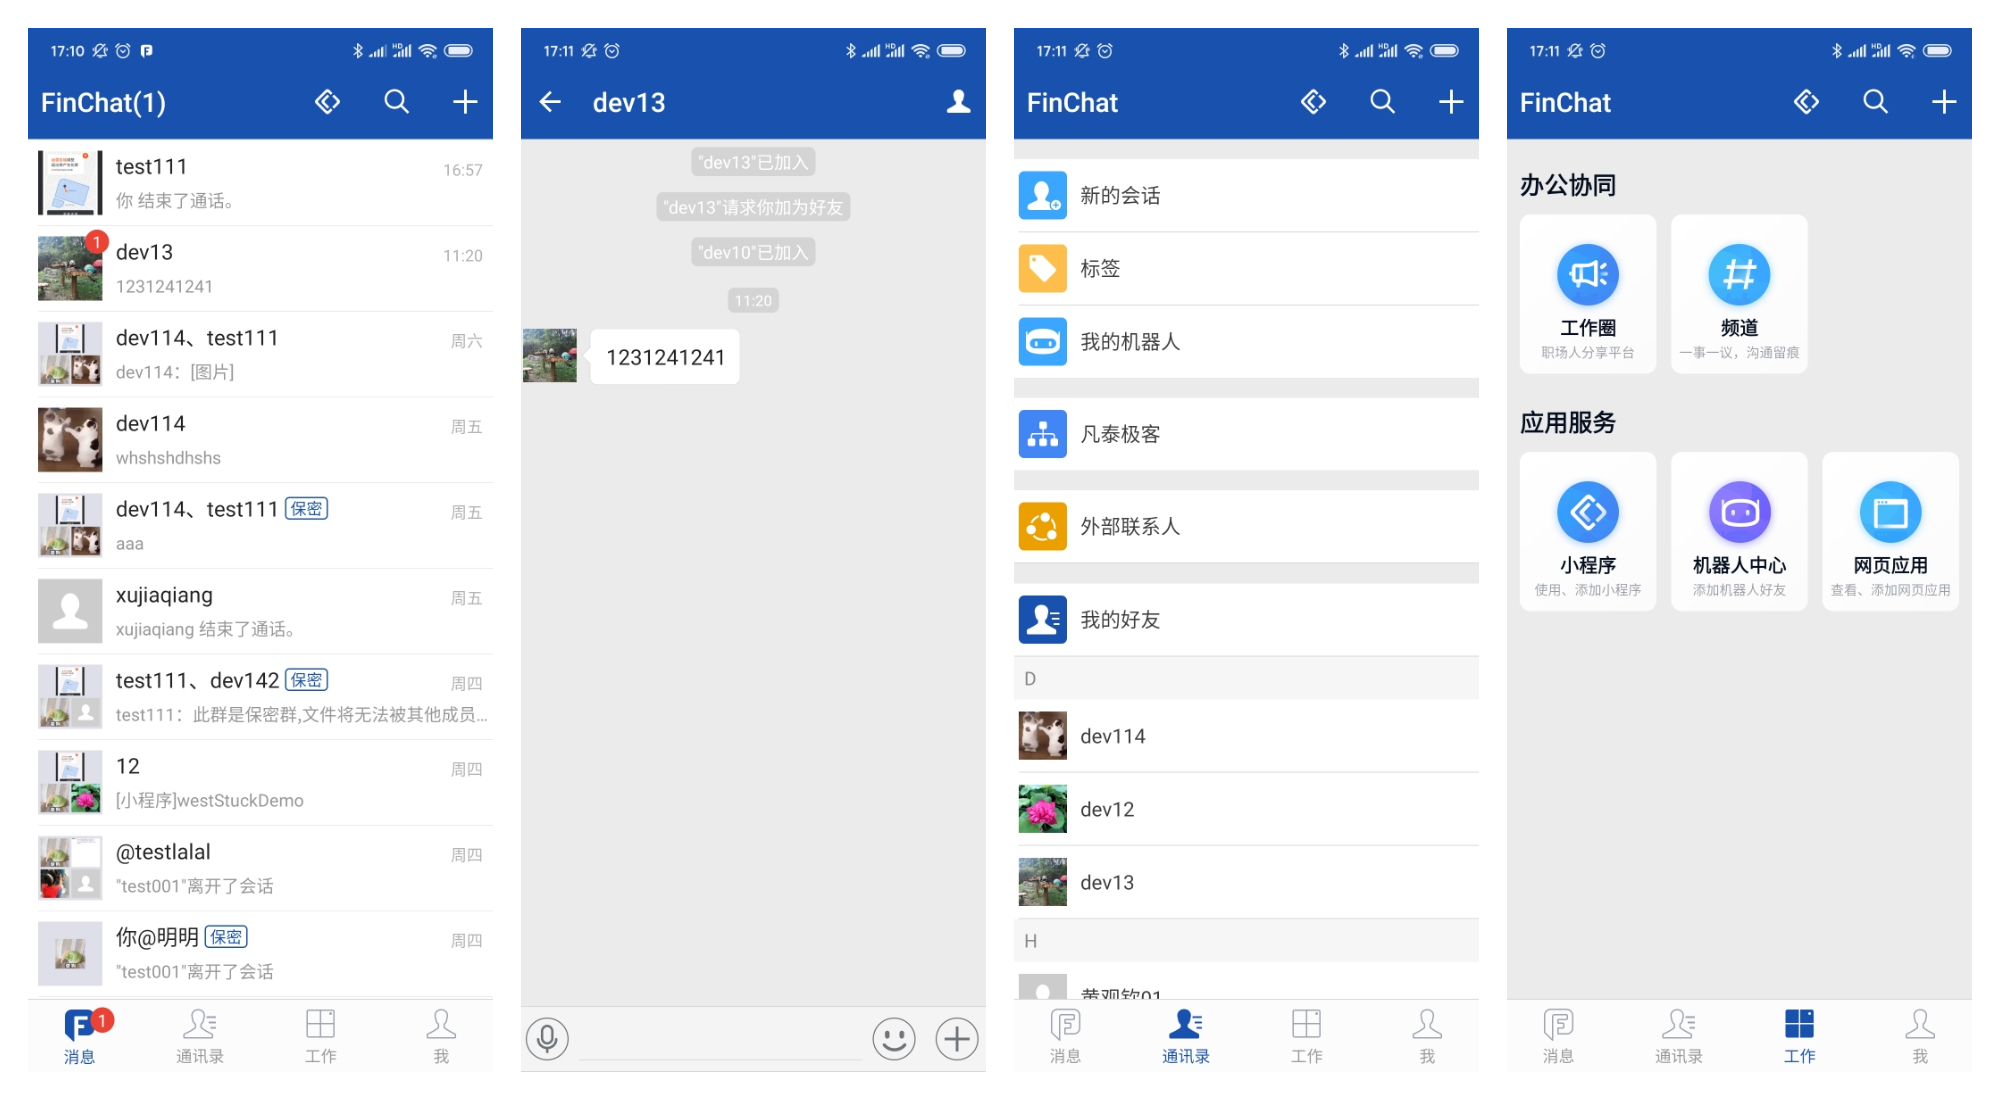 17:10
FinChat(1)
test111
16:57
你 结束了通话。
1
dev13
11:20
1231241241
dev114、test111
周六
dev114：[图片]
dev114
周五
whshshdhshs
dev114、test111 保密
周五
aaa
xujiaqiang
周五
xujiaqiang 结束了通话。
test111、dev142 保密
周四
test111：此群是保密群,文件将无法被其他成员...
12
周四
[小程序]westStuckDemo
@testlalal
周四
"test001"离开了会话
你@明明 保密
周四
"test001"离开了会话
1
消息
通讯录
工作
我
17:11
dev13
"dev13"已加入
"dev13"请求你加为好友
"dev10"已加入
11:20
1231241241
17:11
FinChat
新的会话
标签
我的机器人
凡泰极客
外部联系人
我的好友
D
dev114
dev12
dev13
H
黄观钦01
消息
通讯录
工作
我
17:11
FinChat
办公协同
工作圈
职场人分享平台
频道
一事一议，沟通留痕
应用服务
小程序
使用、添加小程序
机器人中心
添加机器人好友
网页应用
查看、添加网页应用
消息
通讯录
工作
我